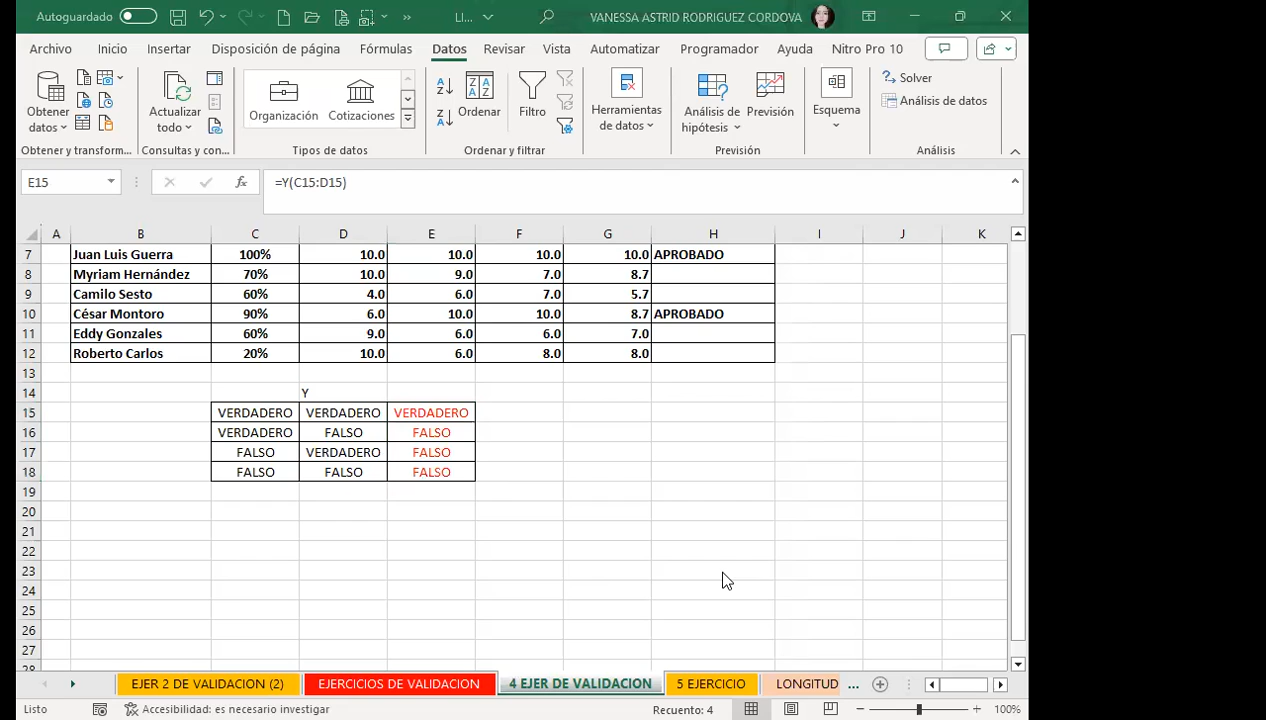 Autoguardado LI... VANESSA ASTRID RODRIGUEZ CORDOVA
Archivo Inicio Insertar Disposición de página Fórmulas Datos Revisar Vista Automatizar Programador Ayuda Nitro Pro 10
Obtener datos Actualizar todo Organización Cotizaciones Ordenar Filtro Herramientas de datos Análisis de hipótesis Previsión Esquema Solver Análisis de datos
Obtener y transform... Consultas y con... Tipos de datos Ordenar y filtrar Previsión Análisis
E15 fx =Y(C15:D15)
A B C D E F G H I J K
7 Juan Luis Guerra 100% 10.0 10.0 10.0 10.0 APROBADO
8 Myriam Hernández 70% 10.0 9.0 7.0 8.7
9 Camilo Sesto 60% 4.0 6.0 7.0 5.7
10 César Montoro 90% 6.0 10.0 10.0 8.7 APROBADO
11 Eddy Gonzales 60% 9.0 6.0 6.0 7.0
12 Roberto Carlos 20% 10.0 6.0 8.0 8.0
13
14 Y
15 VERDADERO VERDADERO VERDADERO
16 VERDADERO FALSO FALSO
17 FALSO VERDADERO FALSO
18 FALSO FALSO FALSO
19
20
21
22
23
24
25
26
27
28
EJER 2 DE VALIDACION (2) EJERCICIOS DE VALIDACION 4 EJER DE VALIDACION 5 EJERCICIO LONGITUD ...
Listo Accesibilidad: es necesario investigar Recuento: 4 100%